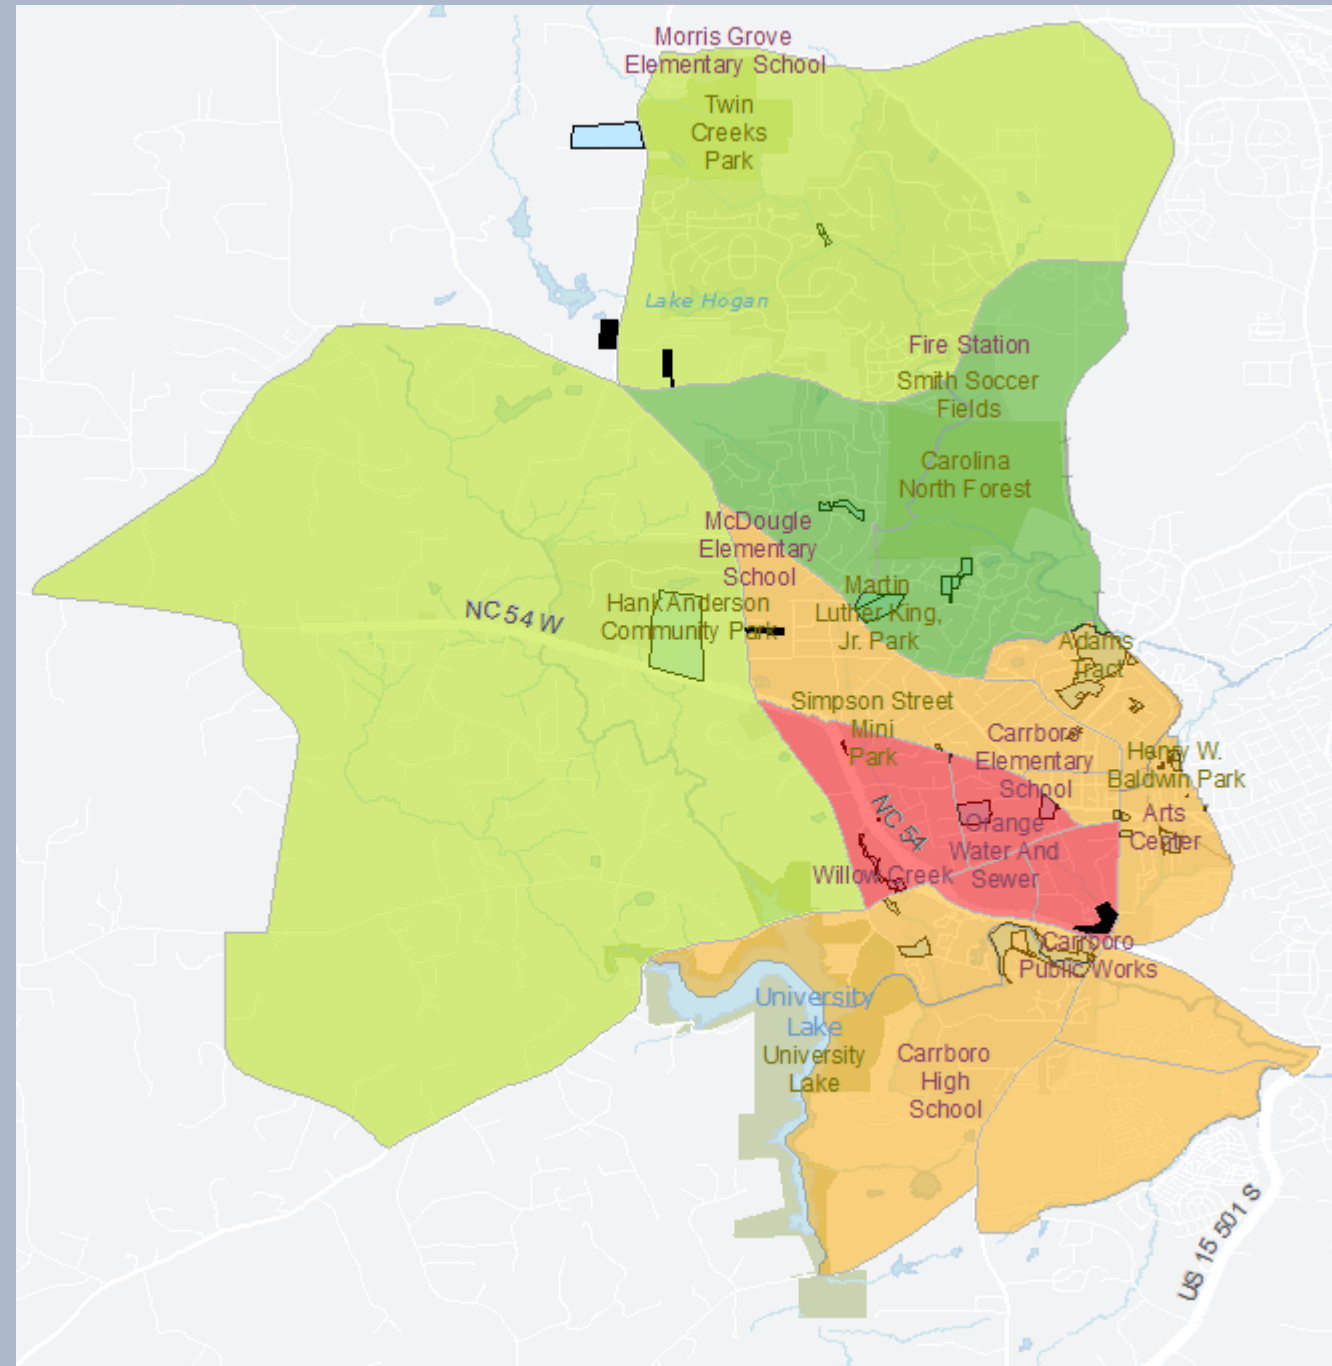 Morris Grove
Elementary School
Twin
Creeks
Park
Lake Hogan
Fire Station
Smith Soccer
Fields
Carolina
North Forest
McDougle
Elementary
School
Martin
Luther King,
Jr. Park
Hank Anderson
Community Park
NC 54 W
Adams
Tract
Simpson Street
Mini
Park
Carrboro
Elementary
School
Henry W.
Baldwin Park
Arts
Center
NC 54
Orange
Water And
Sewer
Willow Creek
Carrboro
Public Works
University
Lake
University
Lake
Carrboro
High
School
US 15 501 S